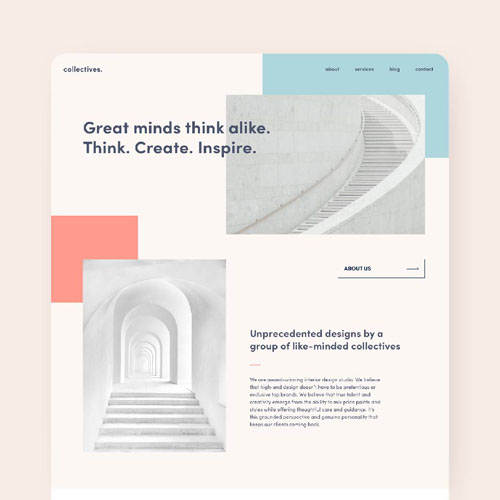 collectives.
about services blog contact
Great minds think alike.
Think. Create. Inspire.
ABOUT US
Unprecedented designs by a
group of like-minded collectives
We are award-winning interior design studio. We believe
that high-end design doesn't have to be pretentious or
exclusive top brands. We believe that true talent and
creativity emerge from the ability to mix price points and
styles while offering thoughtful care and guidance. It's
this grounded perspective and genuine personality that
keeps our clients coming back.